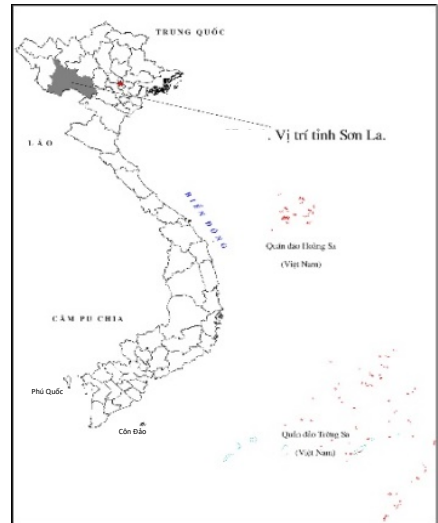 TRUNG QUỐC
. Vị trí tỉnh Sơn La.
LÀO
BIỂN ĐÔNG
Quần đảo Hoàng Sa
(Việt Nam)
CĂM PU CHIA
Phú Quốc
Côn Đảo
Quần đảo Trường Sa
(Việt Nam)